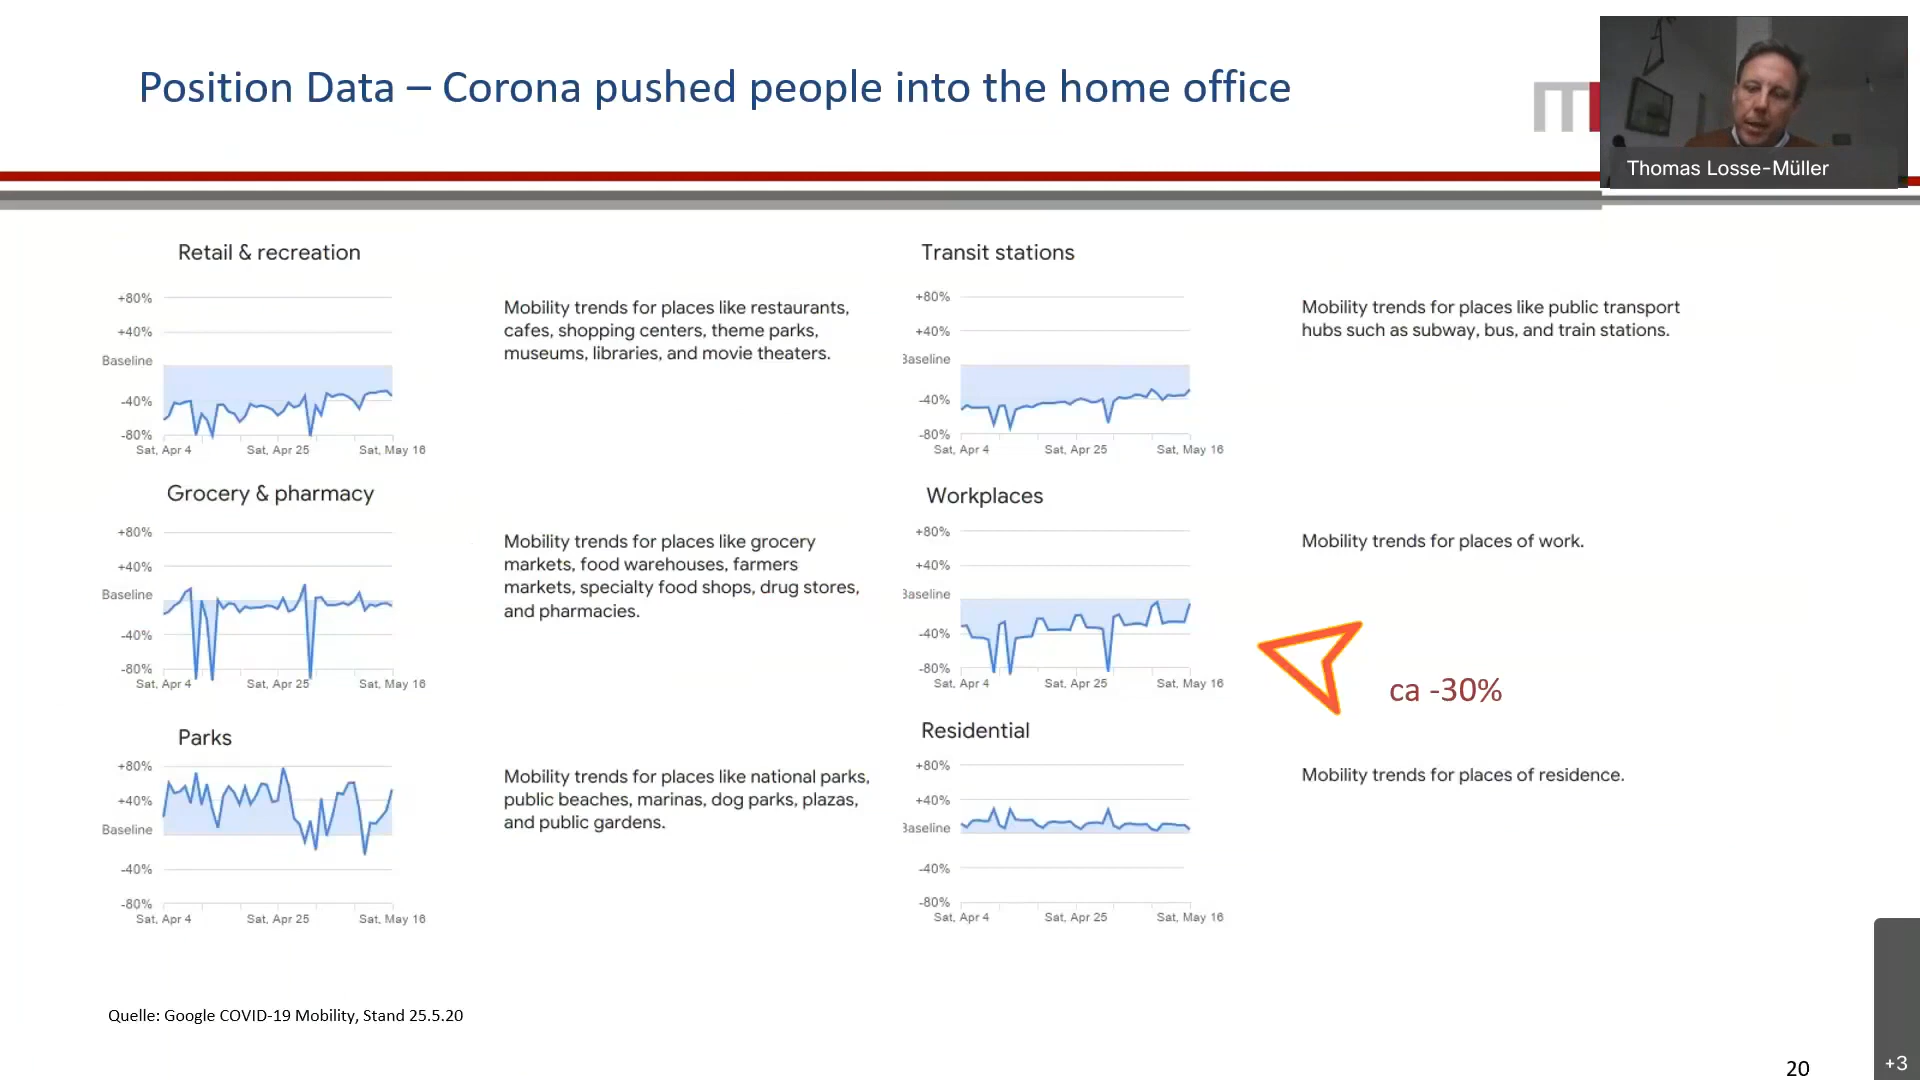 Position Data – Corona pushed people into the home office
Thomas Losse-Müller
Retail & recreation
+80%
+40%
Baseline
-40%
-80%
Sat, Apr 4
Sat, Apr 25
Sat, May 16
Mobility trends for places like restaurants,
cafes, shopping centers, theme parks,
museums, libraries, and movie theaters.
Transit stations
+80%
+40%
Baseline
-40%
-80%
Sat, Apr 4
Sat, Apr 25
Sat, May 16
Mobility trends for places like public transport
hubs such as subway, bus, and train stations.
Grocery & pharmacy
+80%
+40%
Baseline
-40%
-80%
Sat, Apr 4
Sat, Apr 25
Sat, May 16
Mobility trends for places like grocery
markets, food warehouses, farmers
markets, specialty food shops, drug stores,
and pharmacies.
Workplaces
+80%
+40%
Baseline
-40%
-80%
Sat, Apr 4
Sat, Apr 25
Sat, May 16
Mobility trends for places of work.
ca -30%
Parks
+80%
+40%
Baseline
-40%
-80%
Sat, Apr 4
Sat, Apr 25
Sat, May 16
Mobility trends for places like national parks,
public beaches, marinas, dog parks, plazas,
and public gardens.
Residential
+80%
+40%
Baseline
-40%
-80%
Sat, Apr 4
Sat, Apr 25
Sat, May 16
Mobility trends for places of residence.
Quelle: Google COVID-19 Mobility, Stand 25.5.20
20
+3